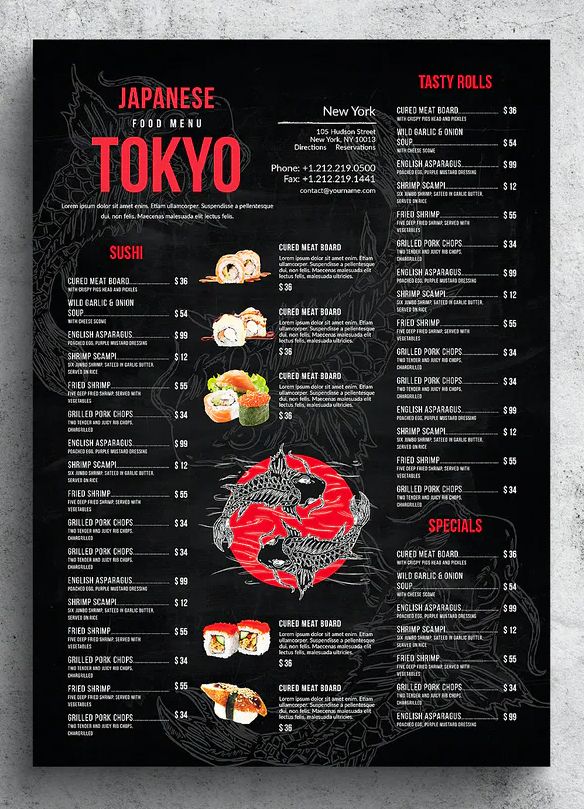 JAPANESE
FOOD MENU
TOKYO
Lorem ipsum dolor sit amet enim. Etiam ullamcorper. Suspendisse a pellentesque
dui, non felis. Maecenas malesuada elit lectus felis.
New York
105 Hudson Street
New York, NY 10013
Directions Reservations
Phone: +1.212.219.0500
Fax: +1.212.219.1441
contact@yourname.com
SUSHI
CURED MEAT BOARD $ 36
WITH CRISPY PIGS HEAD AND PICKLES
WILD GARLIC & ONION
SOUP $ 54
WITH CHEESE SCONE
ENGLISH ASPARAGUS $ 99
POACHED EGG, PURPLE MUSTARD DRESSING
SHRIMP SCAMPI $ 12
SIX JUMBO SHRIMP, SATEED IN GARLIC BUTTER,
SERVED ON RICE
FRIED SHRIMP $ 55
FIVE DEEP FRIED SHRIMP, SERVED WITH
VEGETABLES
GRILLED PORK CHOPS $ 34
TWO TENDER AND JUICY RIB CHOPS,
CHARGRILLED
ENGLISH ASPARAGUS $ 99
POACHED EGG, PURPLE MUSTARD DRESSING
SHRIMP SCAMPI $ 12
SIX JUMBO SHRIMP, SATEED IN GARLIC BUTTER,
SERVED ON RICE
FRIED SHRIMP $ 55
FIVE DEEP FRIED SHRIMP, SERVED WITH
VEGETABLES
GRILLED PORK CHOPS $ 34
TWO TENDER AND JUICY RIB CHOPS,
CHARGRILLED
GRILLED PORK CHOPS $ 34
TWO TENDER AND JUICY RIB CHOPS,
CHARGRILLED
ENGLISH ASPARAGUS $ 99
POACHED EGG, PURPLE MUSTARD DRESSING
SHRIMP SCAMPI $ 12
SIX JUMBO SHRIMP, SATEED IN GARLIC BUTTER,
SERVED ON RICE
FRIED SHRIMP $ 55
FIVE DEEP FRIED SHRIMP, SERVED WITH
VEGETABLES
GRILLED PORK CHOPS $ 34
TWO TENDER AND JUICY RIB CHOPS,
CHARGRILLED
FRIED SHRIMP $ 55
FIVE DEEP FRIED SHRIMP, SERVED WITH
VEGETABLES
GRILLED PORK CHOPS $ 34
TWO TENDER AND JUICY RIB CHOPS,
CHARGRILLED
CURED MEAT BOARD
Lorem ipsum dolor sit amet enim. Etiam
ullamcorper. Suspendisse a pellentesque
dui, non felis. Maecenas malesuada elit
lectus felis, malesuada ultricies.
$ 36
CURED MEAT BOARD
Lorem ipsum dolor sit amet enim. Etiam
ullamcorper. Suspendisse a pellentesque
dui, non felis. Maecenas malesuada elit
lectus felis, malesuada ultricies.
$ 36
CURED MEAT BOARD
Lorem ipsum dolor sit amet enim. Etiam
ullamcorper. Suspendisse a pellentesque
dui, non felis. Maecenas malesuada elit
lectus felis, malesuada ultricies.
$ 36
CURED MEAT BOARD
Lorem ipsum dolor sit amet enim. Etiam
ullamcorper. Suspendisse a pellentesque
dui, non felis. Maecenas malesuada elit
lectus felis, malesuada ultricies.
$ 36
CURED MEAT BOARD
Lorem ipsum dolor sit amet enim. Etiam
ullamcorper. Suspendisse a pellentesque
dui, non felis. Maecenas malesuada elit
lectus felis, malesuada ultricies.
$ 36
TASTY ROLLS
CURED MEAT BOARD $ 36
WITH CRISPY PIGS HEAD AND PICKLES
WILD GARLIC & ONION
SOUP $ 54
WITH CHEESE SCONE
ENGLISH ASPARAGUS $ 99
POACHED EGG, PURPLE MUSTARD DRESSING
SHRIMP SCAMPI $ 12
SIX JUMBO SHRIMP, SATEED IN GARLIC BUTTER,
SERVED ON RICE
FRIED SHRIMP $ 55
FIVE DEEP FRIED SHRIMP, SERVED WITH
VEGETABLES
GRILLED PORK CHOPS $ 34
TWO TENDER AND JUICY RIB CHOPS,
CHARGRILLED
ENGLISH ASPARAGUS $ 99
POACHED EGG, PURPLE MUSTARD DRESSING
SHRIMP SCAMPI $ 12
SIX JUMBO SHRIMP, SATEED IN GARLIC BUTTER,
SERVED ON RICE
FRIED SHRIMP $ 55
FIVE DEEP FRIED SHRIMP, SERVED WITH
VEGETABLES
GRILLED PORK CHOPS $ 34
TWO TENDER AND JUICY RIB CHOPS,
CHARGRILLED
GRILLED PORK CHOPS $ 34
TWO TENDER AND JUICY RIB CHOPS,
CHARGRILLED
ENGLISH ASPARAGUS $ 99
POACHED EGG, PURPLE MUSTARD DRESSING
SHRIMP SCAMPI $ 12
SIX JUMBO SHRIMP, SATEED IN GARLIC BUTTER,
SERVED ON RICE
FRIED SHRIMP $ 55
FIVE DEEP FRIED SHRIMP, SERVED WITH
VEGETABLES
GRILLED PORK CHOPS $ 34
TWO TENDER AND JUICY RIB CHOPS,
CHARGRILLED
SPECIALS
CURED MEAT BOARD $ 36
WITH CRISPY PIGS HEAD AND PICKLES
WILD GARLIC & ONION
SOUP $ 54
WITH CHEESE SCONE
ENGLISH ASPARAGUS $ 99
POACHED EGG, PURPLE MUSTARD DRESSING
SHRIMP SCAMPI $ 12
SIX JUMBO SHRIMP, SATEED IN GARLIC BUTTER,
SERVED ON RICE
FRIED SHRIMP $ 55
FIVE DEEP FRIED SHRIMP, SERVED WITH
VEGETABLES
GRILLED PORK CHOPS $ 34
TWO TENDER AND JUICY RIB CHOPS,
CHARGRILLED
ENGLISH ASPARAGUS $ 99
POACHED EGG, PURPLE MUSTARD DRESSING